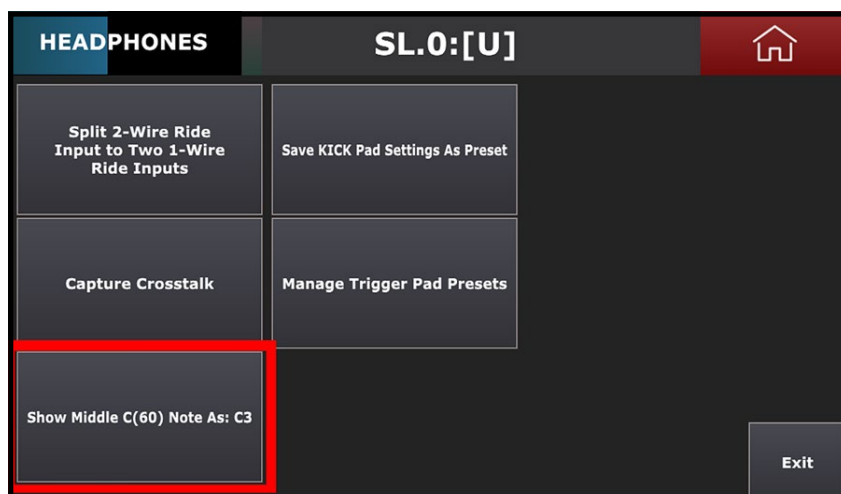 HEADPHONES
SL.0:[U]
Split 2-Wire Ride
Input to Two 1-Wire
Ride Inputs
Save KICK Pad Settings As Preset
Capture Crosstalk
Manage Trigger Pad Presets
Show Middle C(60) Note As: C3
Exit